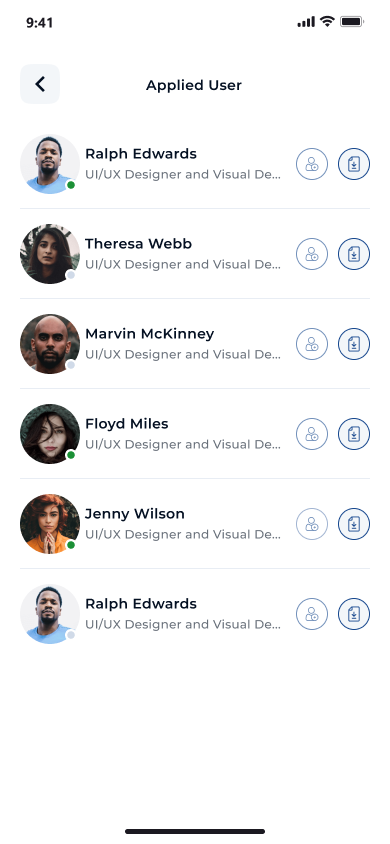 9:41
Applied User
Ralph Edwards
UI/UX Designer and Visual De...
Theresa Webb
UI/UX Designer and Visual De...
Marvin McKinney
UI/UX Designer and Visual De...
Floyd Miles
UI/UX Designer and Visual De...
Jenny Wilson
UI/UX Designer and Visual De...
Ralph Edwards
UI/UX Designer and Visual De...